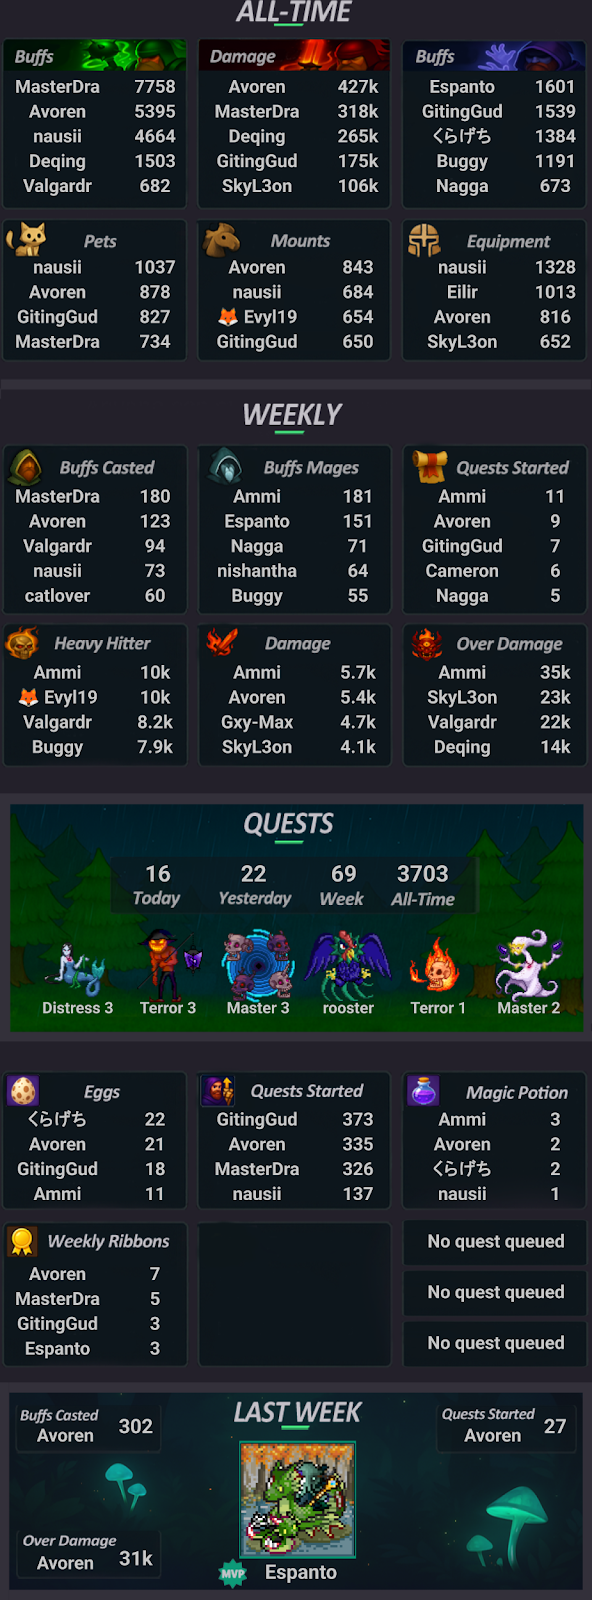 ALL-TIME
Buffs
MasterDra 7758
Avoren 5395
nausii 4664
Deqing 1503
Valgardr 682
Damage
Avoren 427k
MasterDra 318k
Deqing 265k
GitingGud 175k
SkyL3on 106k
Buffs
Espanto 1601
GitingGud 1539
くらげち 1384
Buggy 1191
Nagga 673
Pets
nausii 1037
Avoren 878
GitingGud 827
MasterDra 734
Mounts
Avoren 843
nausii 684
🦊 Evyl19 654
GitingGud 650
Equipment
nausii 1328
Eilir 1013
Avoren 816
SkyL3on 652
WEEKLY
Buffs Casted
MasterDra 180
Avoren 123
Valgardr 94
nausii 73
catlover 60
Buffs Mages
Ammi 181
Espanto 151
Nagga 71
nishantha 64
Buggy 55
Quests Started
Ammi 11
Avoren 9
GitingGud 7
Cameron 6
Nagga 5
Heavy Hitter
Ammi 10k
🦊 Evyl19 10k
Valgardr 8.2k
Buggy 7.9k
Damage
Ammi 5.7k
Avoren 5.4k
Gxy-Max 4.7k
SkyL3on 4.1k
Over Damage
Ammi 35k
SkyL3on 23k
Valgardr 22k
Deqing 14k
QUESTS
16 22 69 3703
Today Yesterday Week All-Time
Distress 3 Terror 3 Master 3 rooster Terror 1 Master 2
Eggs
くらげち 22
Avoren 21
GitingGud 18
Ammi 11
Quests Started
GitingGud 373
Avoren 335
MasterDra 326
nausii 137
Magic Potion
Ammi 3
Avoren 2
くらげち 2
nausii 1
Weekly Ribbons
Avoren 7
MasterDra 5
GitingGud 3
Espanto 3
No quest queued
No quest queued
No quest queued
LAST WEEK
Buffs Casted
Avoren 302
Quests Started
Avoren 27
Over Damage
Avoren 31k
MVP Espanto